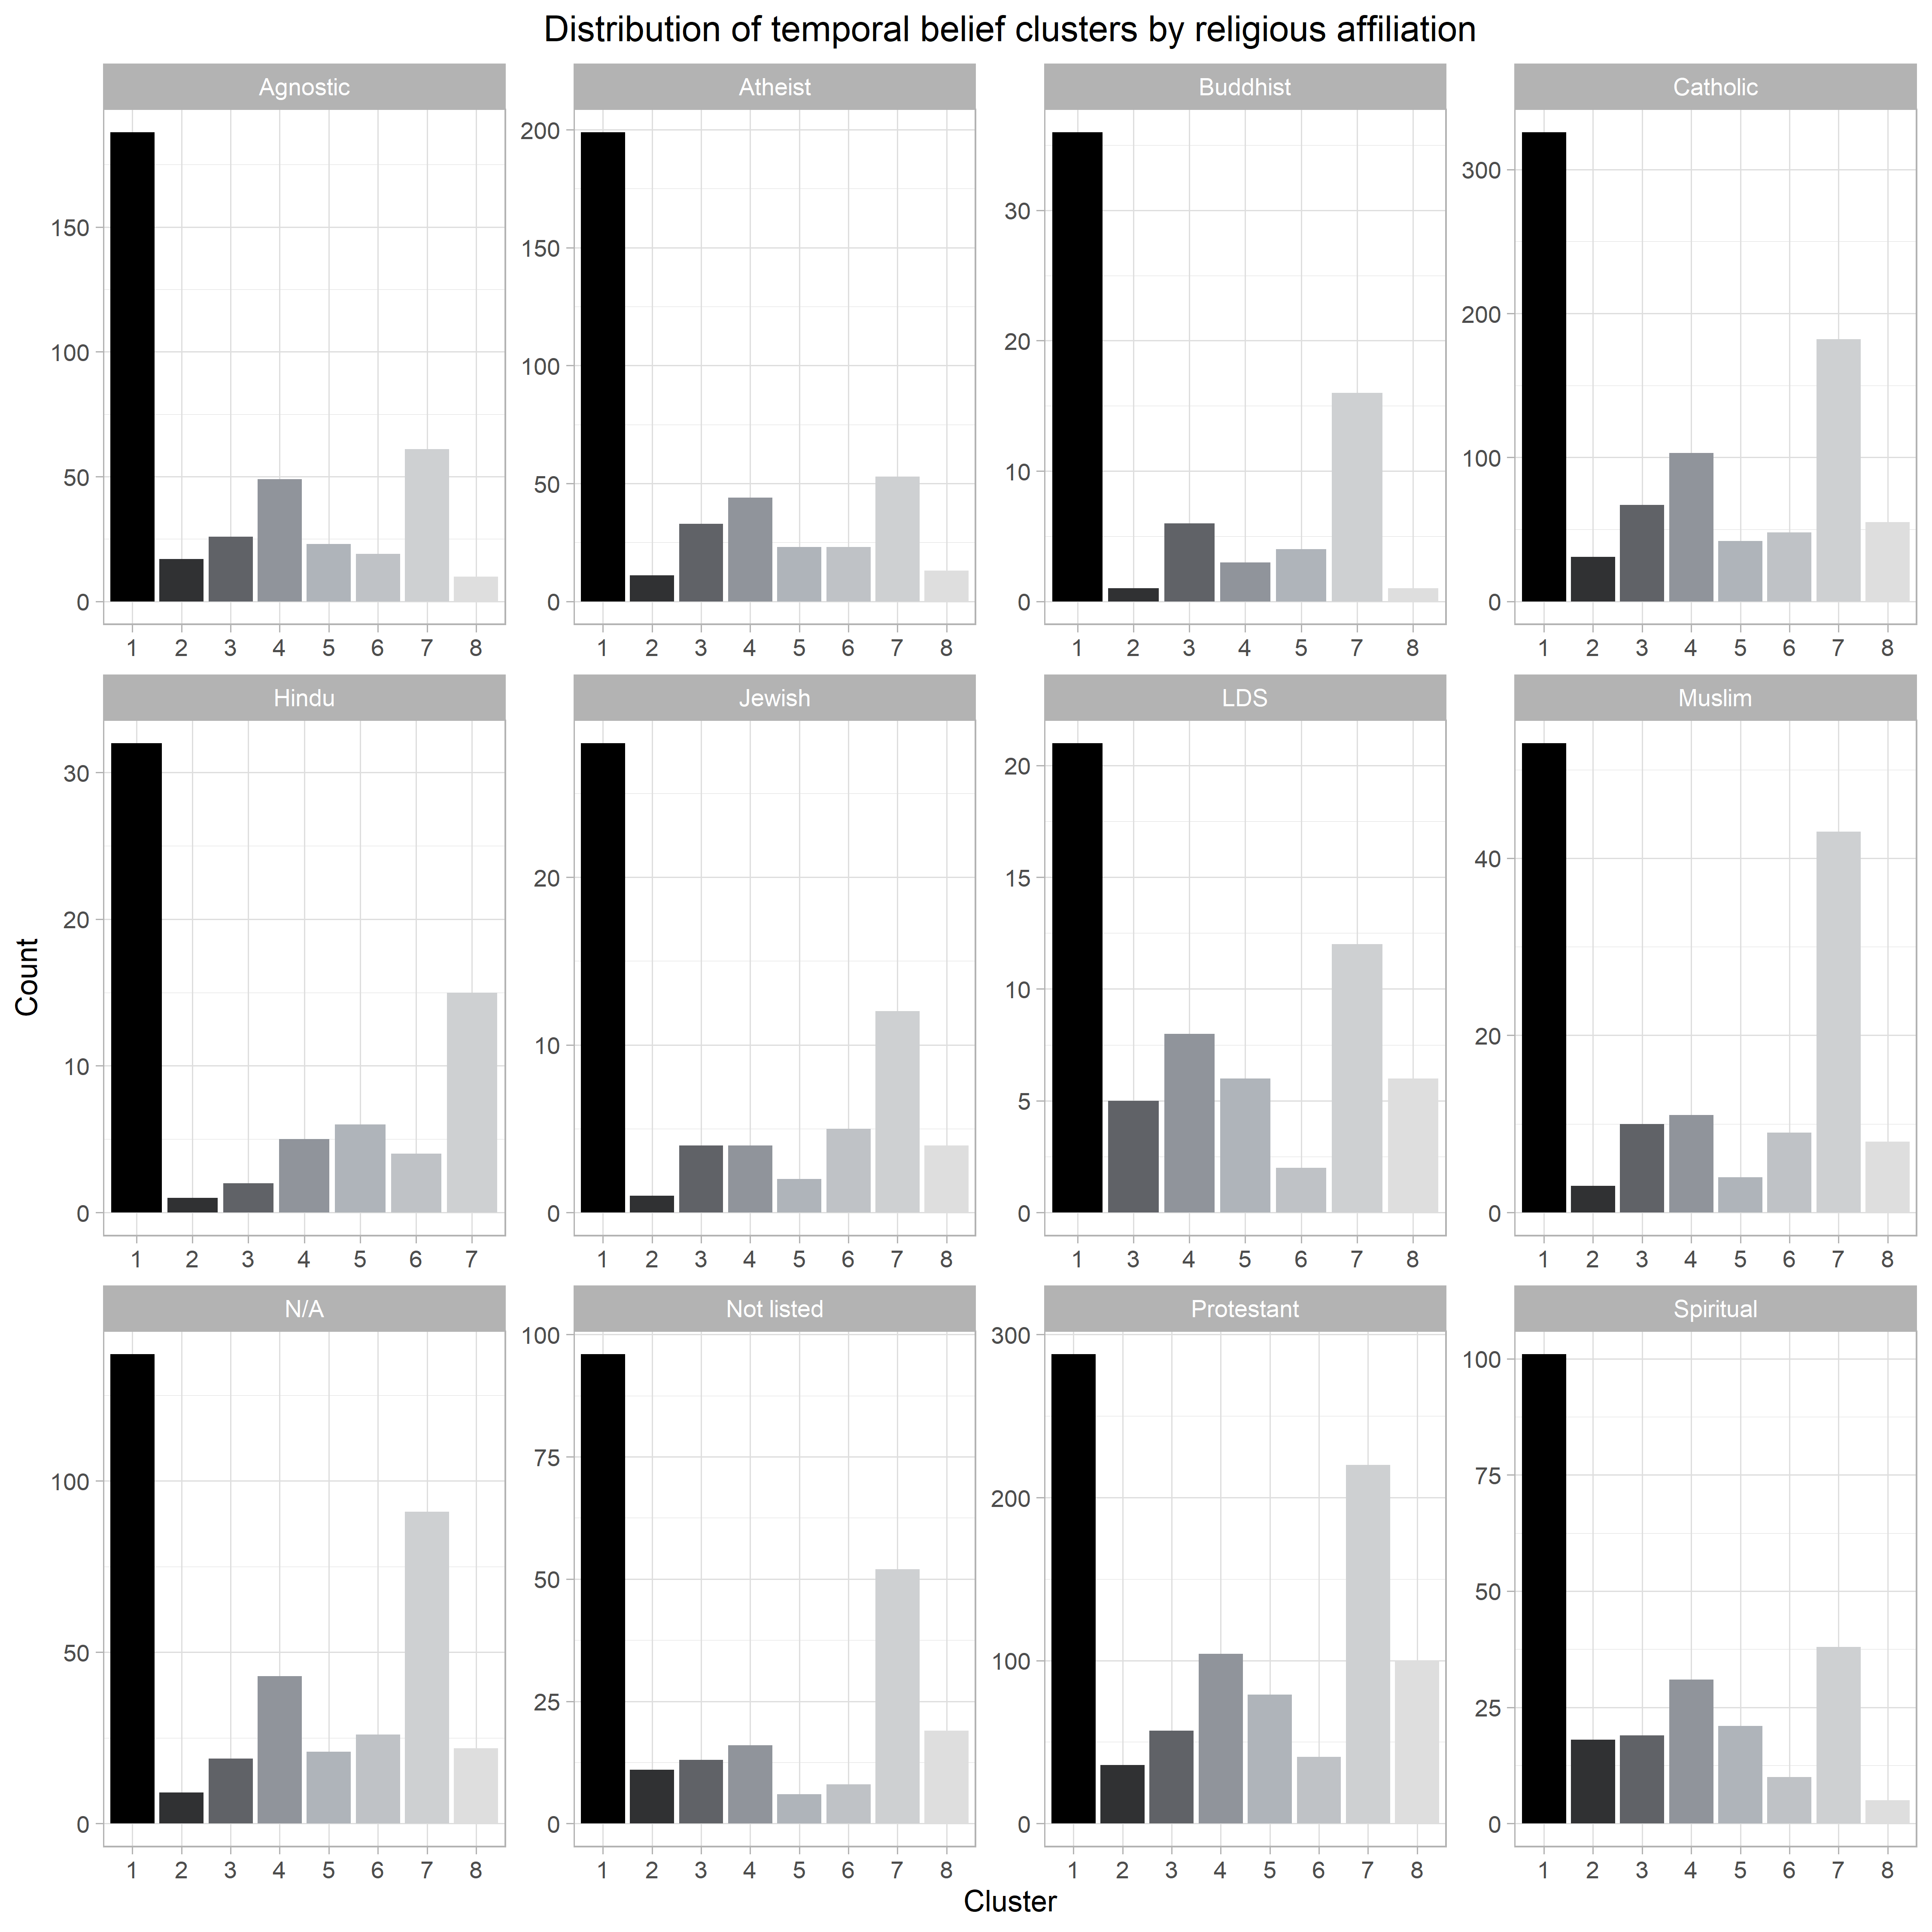 Distribution of temporal belief clusters by religious affiliation
Agnostic
Atheist
Buddhist
Catholic
150
100
50
0
200
150
100
50
0
30
20
10
0
300
200
100
0
1 2 3 4 5 6 7 8
1 2 3 4 5 6 7 8
1 2 3 4 5 7 8
1 2 3 4 5 6 7 8
Hindu
Jewish
LDS
Muslim
30
20
10
0
20
10
0
20
15
10
5
0
40
20
0
1 2 3 4 5 6 7
1 2 3 4 5 6 7 8
1 3 4 5 6 7 8
1 2 3 4 5 6 7 8
Count
N/A
Not listed
Protestant
Spiritual
100
50
0
100
75
50
25
0
300
200
100
0
100
75
50
25
0
1 2 3 4 5 6 7 8
1 2 3 4 5 6 7 8
1 2 3 4 5 6 7 8
1 2 3 4 5 6 7 8
Cluster